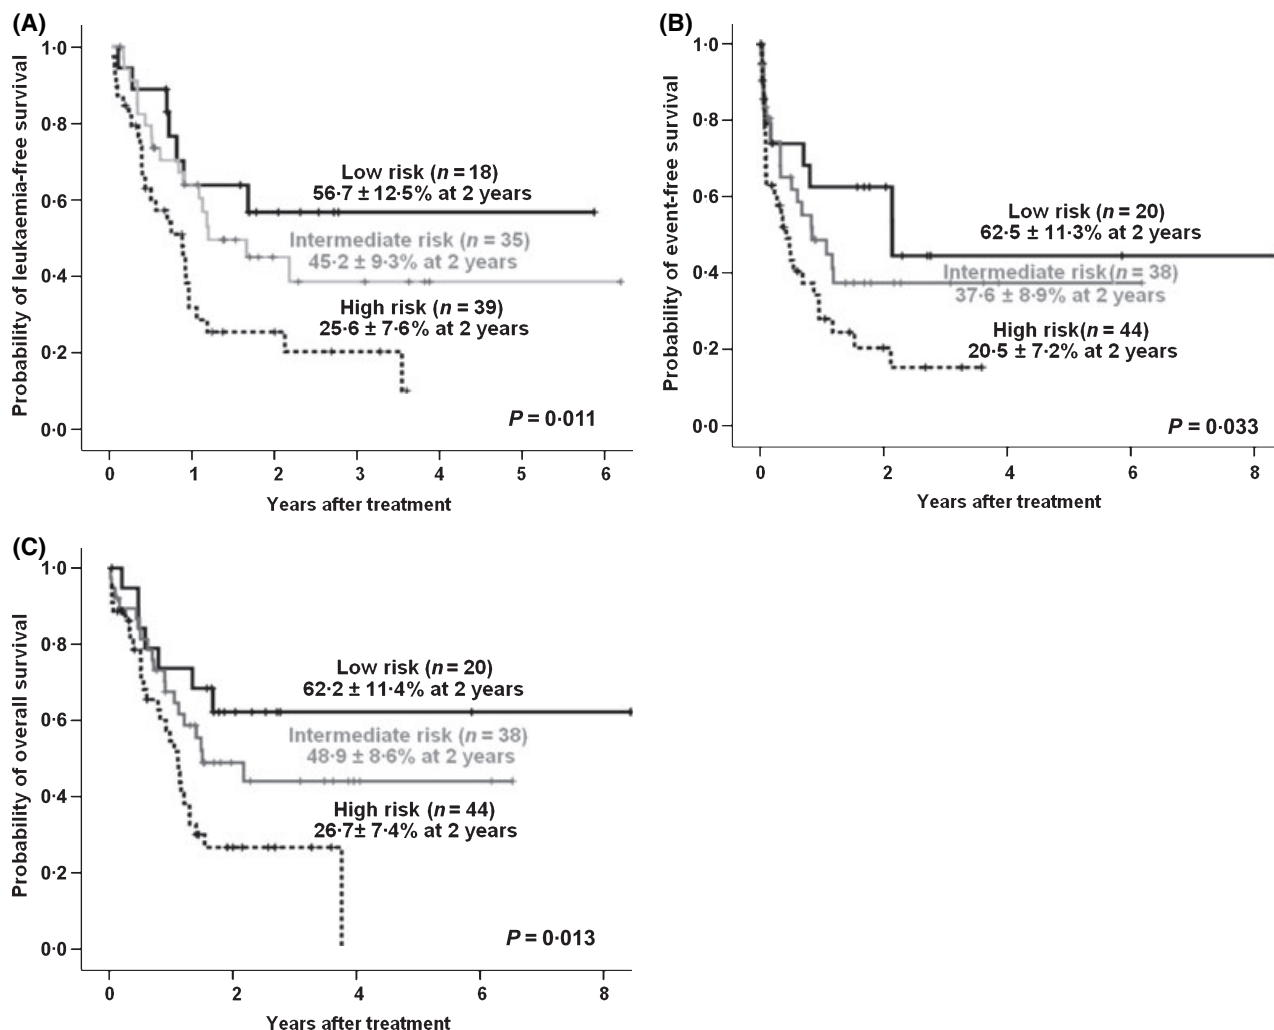 (A)
Probability of leukaemia-free survival
1·0
0·8
0·6
0·4
0·2
0·0
Low risk (n = 18)
56·7 ± 12·5% at 2 years
Intermediate risk (n = 35)
45·2 ± 9·3% at 2 years
High risk (n = 39)
25·6 ± 7·6% at 2 years
P = 0·011
0 1 2 3 4 5 6
Years after treatment
(B)
Probability of event-free survival
1·0
0·8
0·6
0·4
0·2
0·0
Low risk (n = 20)
62·5 ± 11·3% at 2 years
Intermediate risk(n = 38)
37·6 ± 8·9% at 2 years
High risk(n = 44)
20·5 ± 7·2% at 2 years
P = 0·033
0 2 4 6 8
Years after treatment
(C)
Probability of overall survival
1·0
0·8
0·6
0·4
0·2
0·0
Low risk (n = 20)
62·2 ± 11·4% at 2 years
Intermediate risk (n = 38)
48·9 ± 8·6% at 2 years
High risk (n = 44)
26·7± 7·4% at 2 years
P = 0·013
0 2 4 6 8
Years after treatment